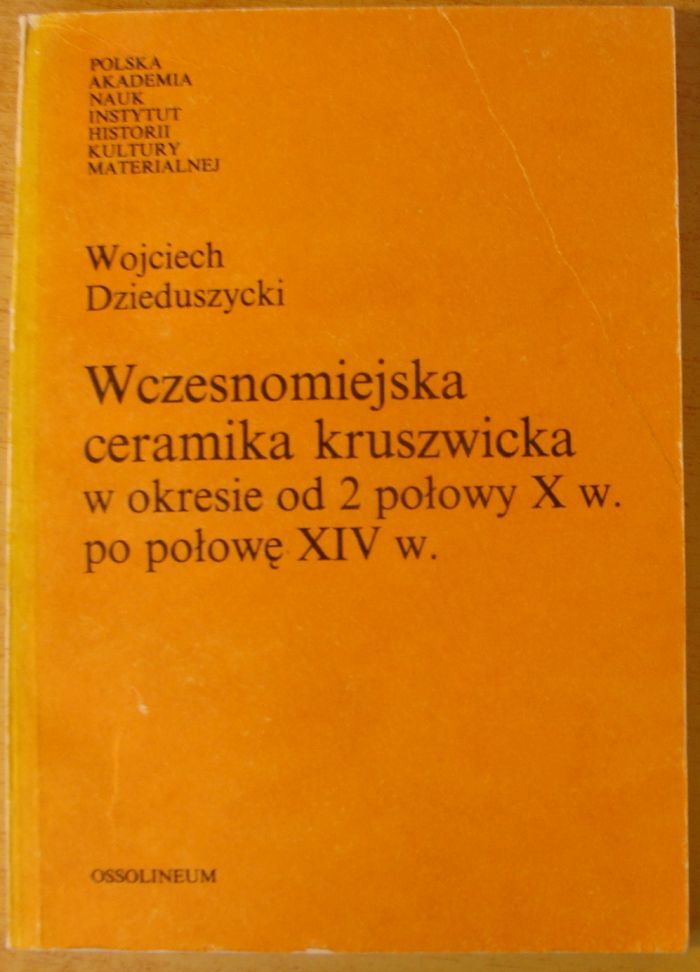 POLSKA
AKADEMIA
NAUK
INSTYTUT
HISTORII
KULTURY
MATERIALNEJ
Wojciech
Dzieduszycki
Wczesnomiejska
ceramika kruszwicka
w okresie od 2 połowy X w.
po połowę XIV w.
OSSOLINEUM